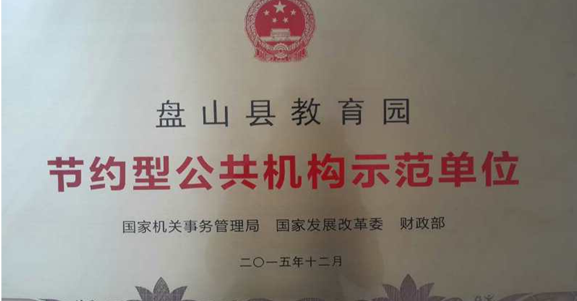 盘山县教育园
节约型公共机构示范单位
国家机关事务管理局 国家发展改革委 财政部
二〇一五年十二月